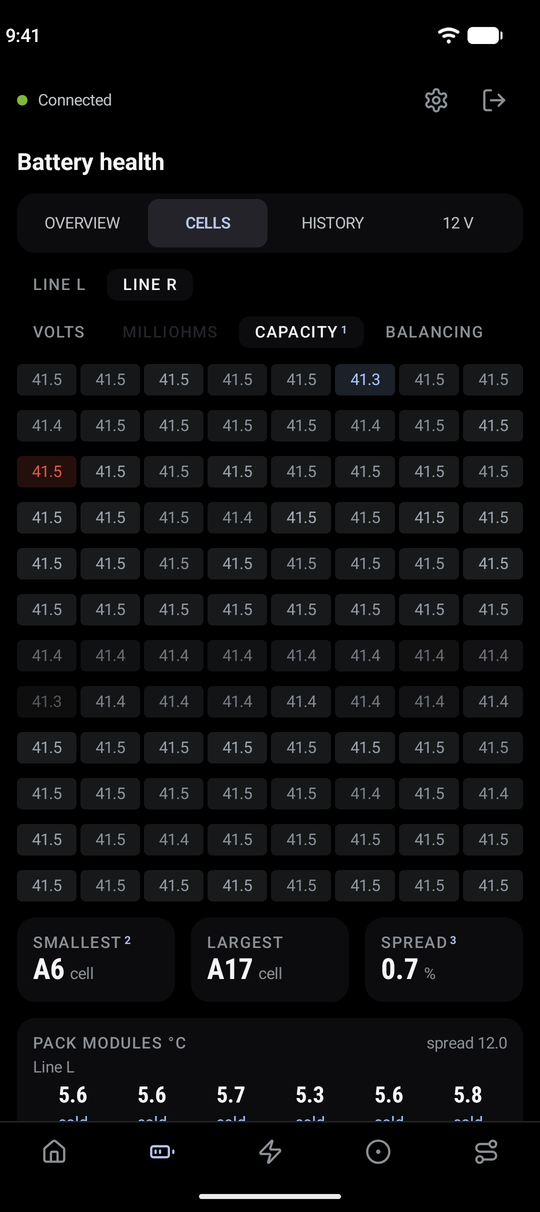 9:41
Connected
Battery health
OVERVIEW CELLS HISTORY 12 V
LINE L LINE R
VOLTS MILLIOHMS CAPACITY 1 BALANCING
41.5 41.5 41.5 41.5 41.5 41.3 41.5 41.5
41.4 41.5 41.5 41.5 41.5 41.4 41.5 41.5
41.5 41.5 41.5 41.5 41.5 41.5 41.5 41.5
41.5 41.5 41.5 41.4 41.5 41.5 41.5 41.5
41.5 41.5 41.5 41.5 41.5 41.5 41.5 41.5
41.5 41.5 41.5 41.5 41.5 41.5 41.5 41.5
41.4 41.4 41.4 41.4 41.4 41.4 41.4 41.4
41.3 41.4 41.4 41.4 41.4 41.4 41.4 41.4
41.5 41.5 41.5 41.5 41.5 41.5 41.5 41.5
41.5 41.5 41.5 41.5 41.5 41.4 41.5 41.4
41.5 41.5 41.4 41.5 41.5 41.5 41.5 41.5
41.5 41.5 41.5 41.5 41.5 41.5 41.5 41.5
SMALLEST 2 LARGEST SPREAD 3
A6 cell A17 cell 0.7 %
PACK MODULES °C spread 12.0
Line L
5.6 5.6 5.7 5.3 5.6 5.8